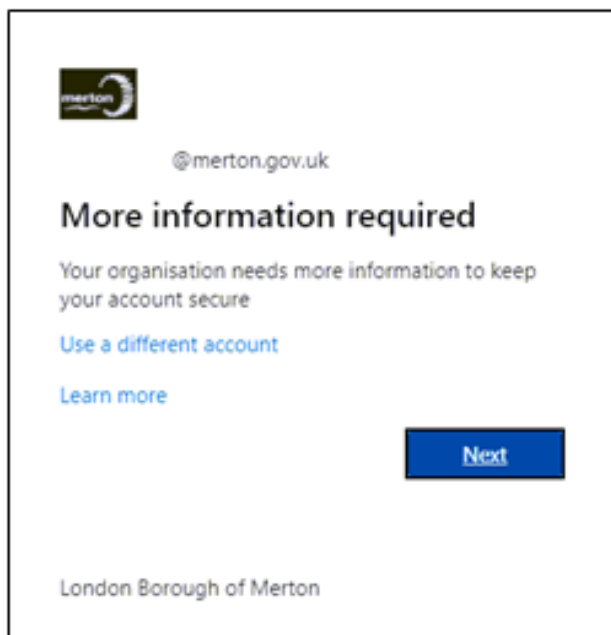 merton
@merton.gov.uk
More information required
Your organisation needs more information to keep
your account secure
Use a different account
Learn more
Next
London Borough of Merton